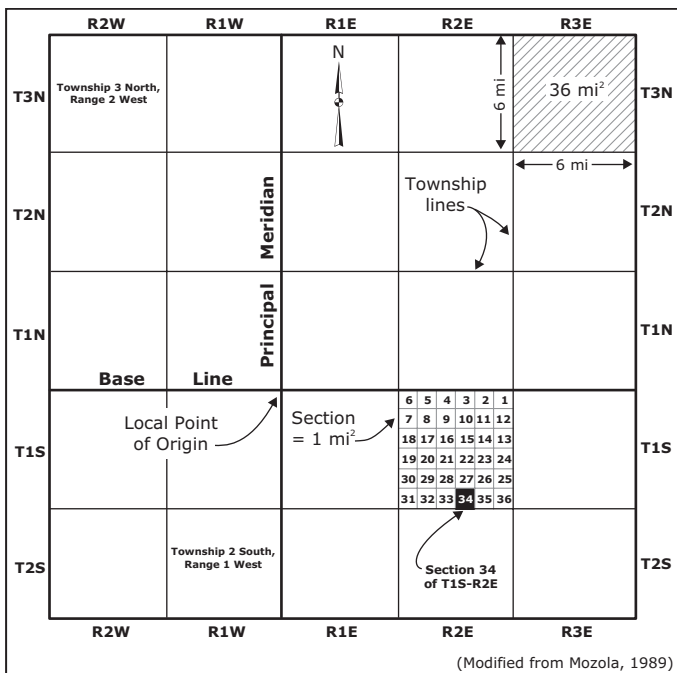 R2W R1W R1E R2E R3E
T3N
Township 3 North,
Range 2 West
N
6 mi
36 mi²
T3N
6 mi
T2N
Meridian
Township
lines
T2N
T1N
Principal
T1N
Base Line
Local Point
of Origin
Section
= 1 mi²
6 5 4 3 2 1
7 8 9 10 11 12
18 17 16 15 14 13
19 20 21 22 23 24
30 29 28 27 26 25
31 32 33 34 35 36
T1S
T1S
T2S
Township 2 South,
Range 1 West
Section 34
of T1S-R2E
T2S
R2W R1W R1E R2E R3E
(Modified from Mozola, 1989)